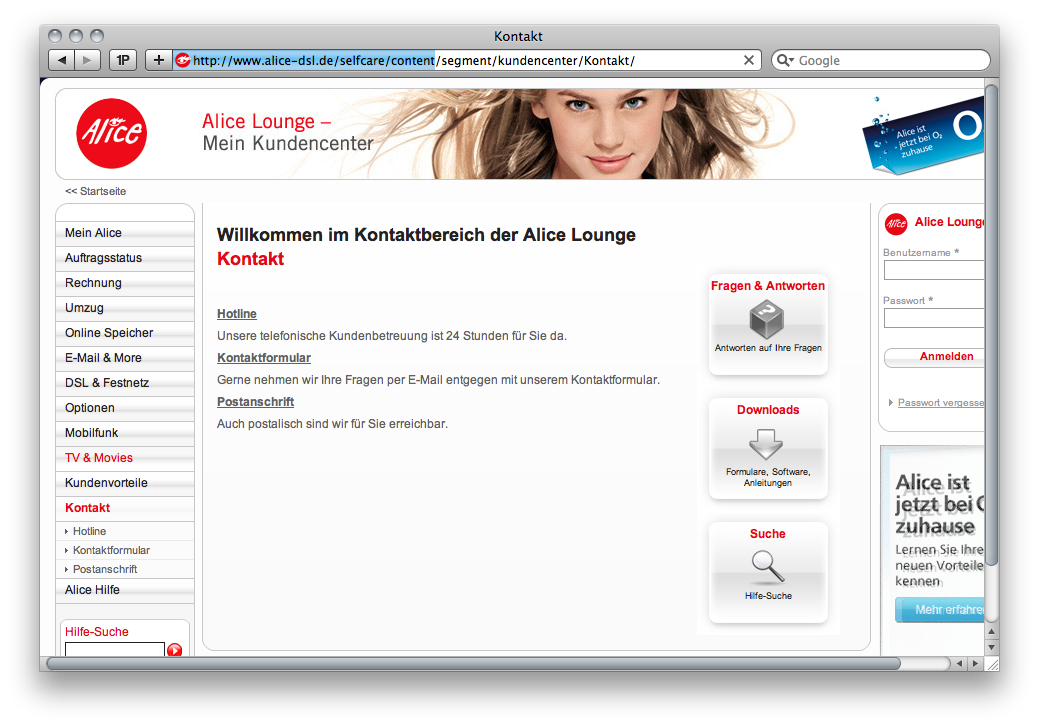 Kontakt
1P
+
http://www.alice-dsl.de/selfcare/content/segment/kundencenter/Kontakt/
Google
Alice
Alice Lounge –
Mein Kundencenter
Alice ist
jetzt bei O₂
zuhause
O
<< Startseite
Mein Alice
Auftragsstatus
Rechnung
Umzug
Online Speicher
E-Mail & More
DSL & Festnetz
Optionen
Mobilfunk
TV & Movies
Kundenvorteile
Kontakt
Hotline
Kontaktformular
Postanschrift
Alice Hilfe
Hilfe-Suche
Willkommen im Kontaktbereich der Alice Lounge
Kontakt
Hotline
Unsere telefonische Kundenbetreuung ist 24 Stunden für Sie da.
Kontaktformular
Gerne nehmen wir Ihre Fragen per E-Mail entgegen mit unserem Kontaktformular.
Postanschrift
Auch postalisch sind wir für Sie erreichbar.
Fragen & Antworten
?
Antworten auf Ihre Fragen
Downloads
Formulare, Software,
Anleitungen
Suche
Hilfe-Suche
Alice
Alice Lounge
Benutzername *
Passwort *
Anmelden
Passwort vergesse
Alice ist
jetzt bei O
zuhause
Lernen Sie Ihre
neuen Vorteile
kennen
Mehr erfahre